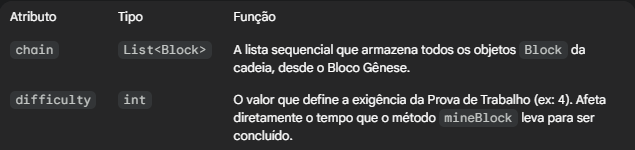 Atributo Tipo Função
chain List<Block> A lista sequencial que armazena todos os objetos Block da
cadeia, desde o Bloco Gênese.
difficulty int O valor que define a exigência da Prova de Trabalho (ex: 4). Afeta
diretamente o tempo que o método mineBlock leva para ser
concluído.